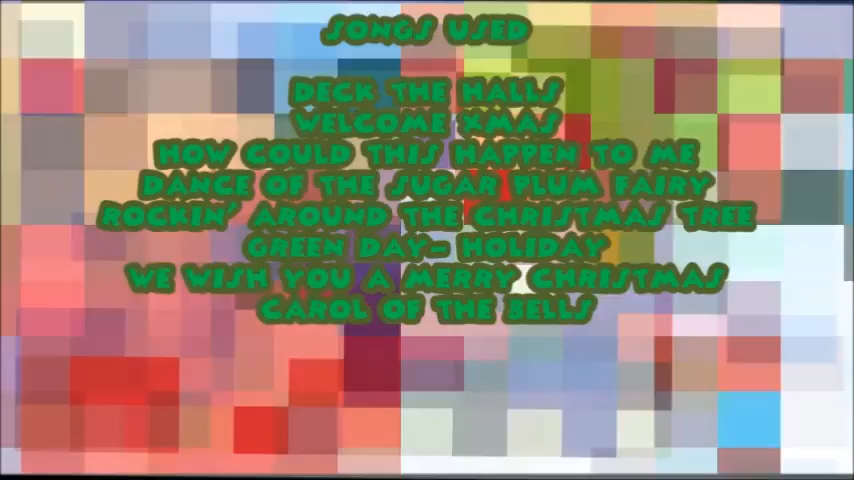 SONGS USED
DECK THE HALLS
WELCOME XMAS
HOW COULD THIS HAPPEN TO ME
DANCE OF THE SUGAR PLUM FAIRY
ROCKIN' AROUND THE CHRISTMAS TREE
GREEN DAY- HOLIDAY
WE WISH YOU A MERRY CHRISTMAS
CAROL OF THE BELLS